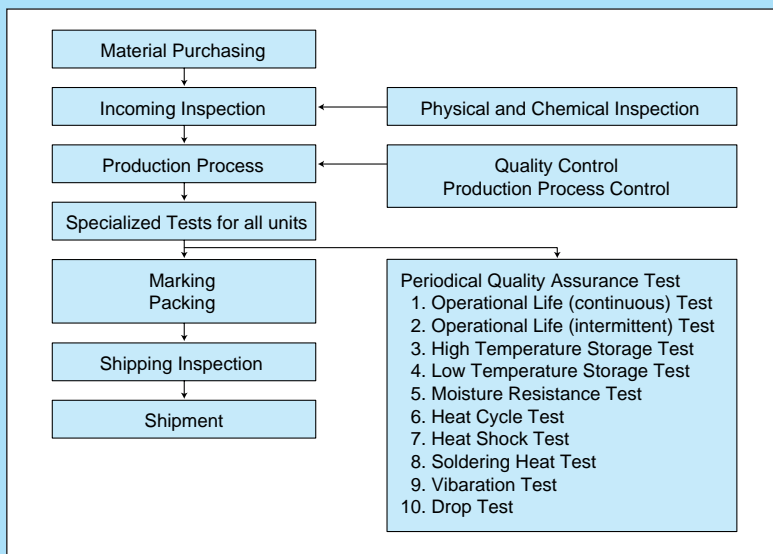 Material Purchasing
Incoming Inspection
Physical and Chemical Inspection
Production Process
Quality Control
Production Process Control
Specialized Tests for all units
Marking
Packing
Shipping Inspection
Shipment
Periodical Quality Assurance Test
1. Operational Life (continuous) Test
2. Operational Life (intermittent) Test
3. High Temperature Storage Test
4. Low Temperature Storage Test
5. Moisture Resistance Test
6. Heat Cycle Test
7. Heat Shock Test
8. Soldering Heat Test
9. Vibaration Test
10. Drop Test